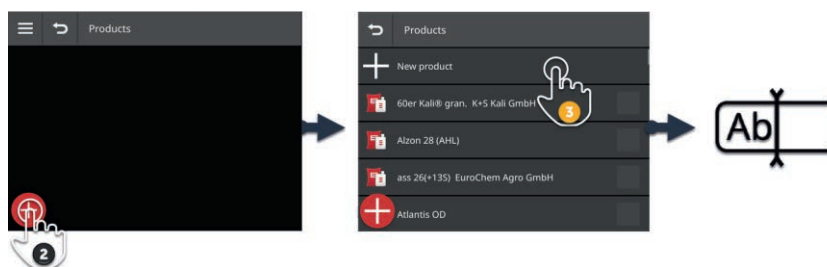 Products
2
Products
New product
60er Kali® gran. K+S Kali GmbH
3
Alzon 28 (AHL)
ass 26(+13S) EuroChem Agro GmbH
Atlantis OD
Ab